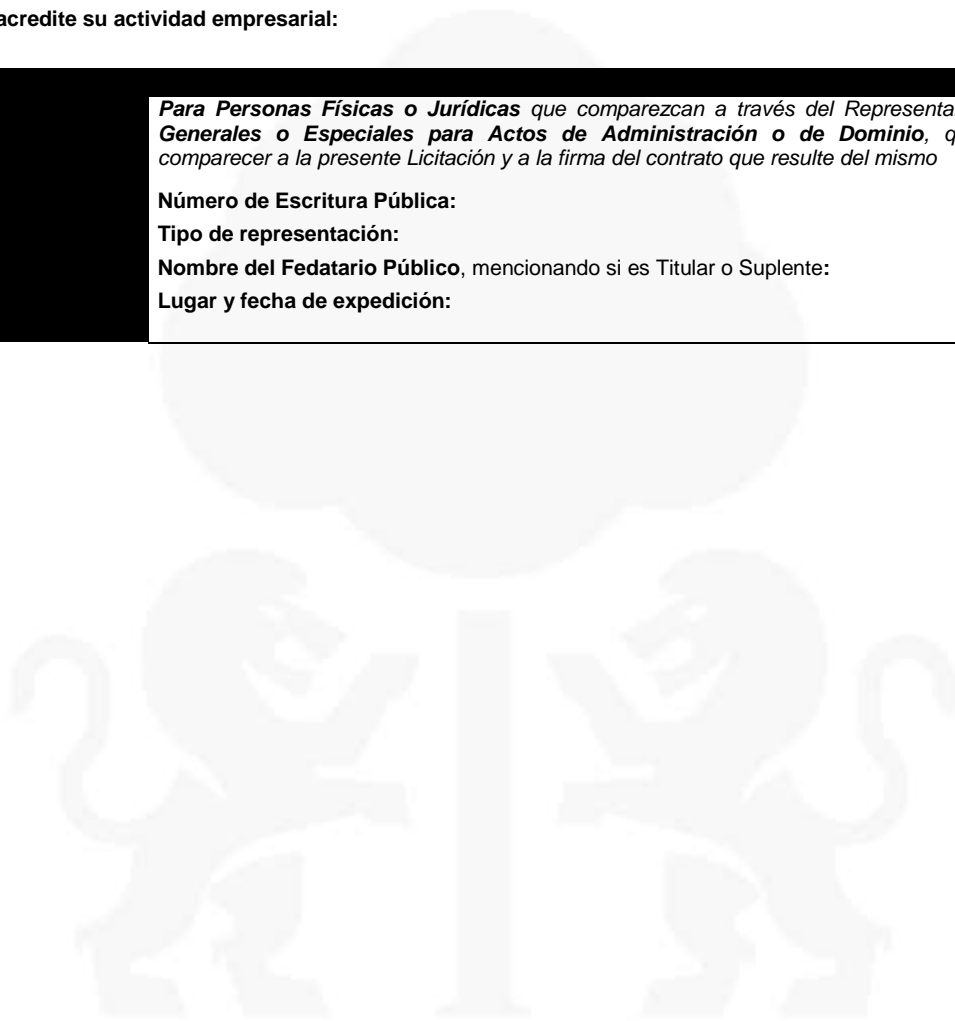 acredite su actividad empresarial:
Para Personas Físicas o Jurídicas que comparezcan a través del
Generales o Especiales para Actos de Administración o de Dominio,
comparecer a la presente Licitación y a la firma del contrato que resulte del mismo
Número de Escritura Pública:
Tipo de representación:
Nombre del Fedatario Público, mencionando si es Titular o Suplente:
Lugar y fecha de expedición: